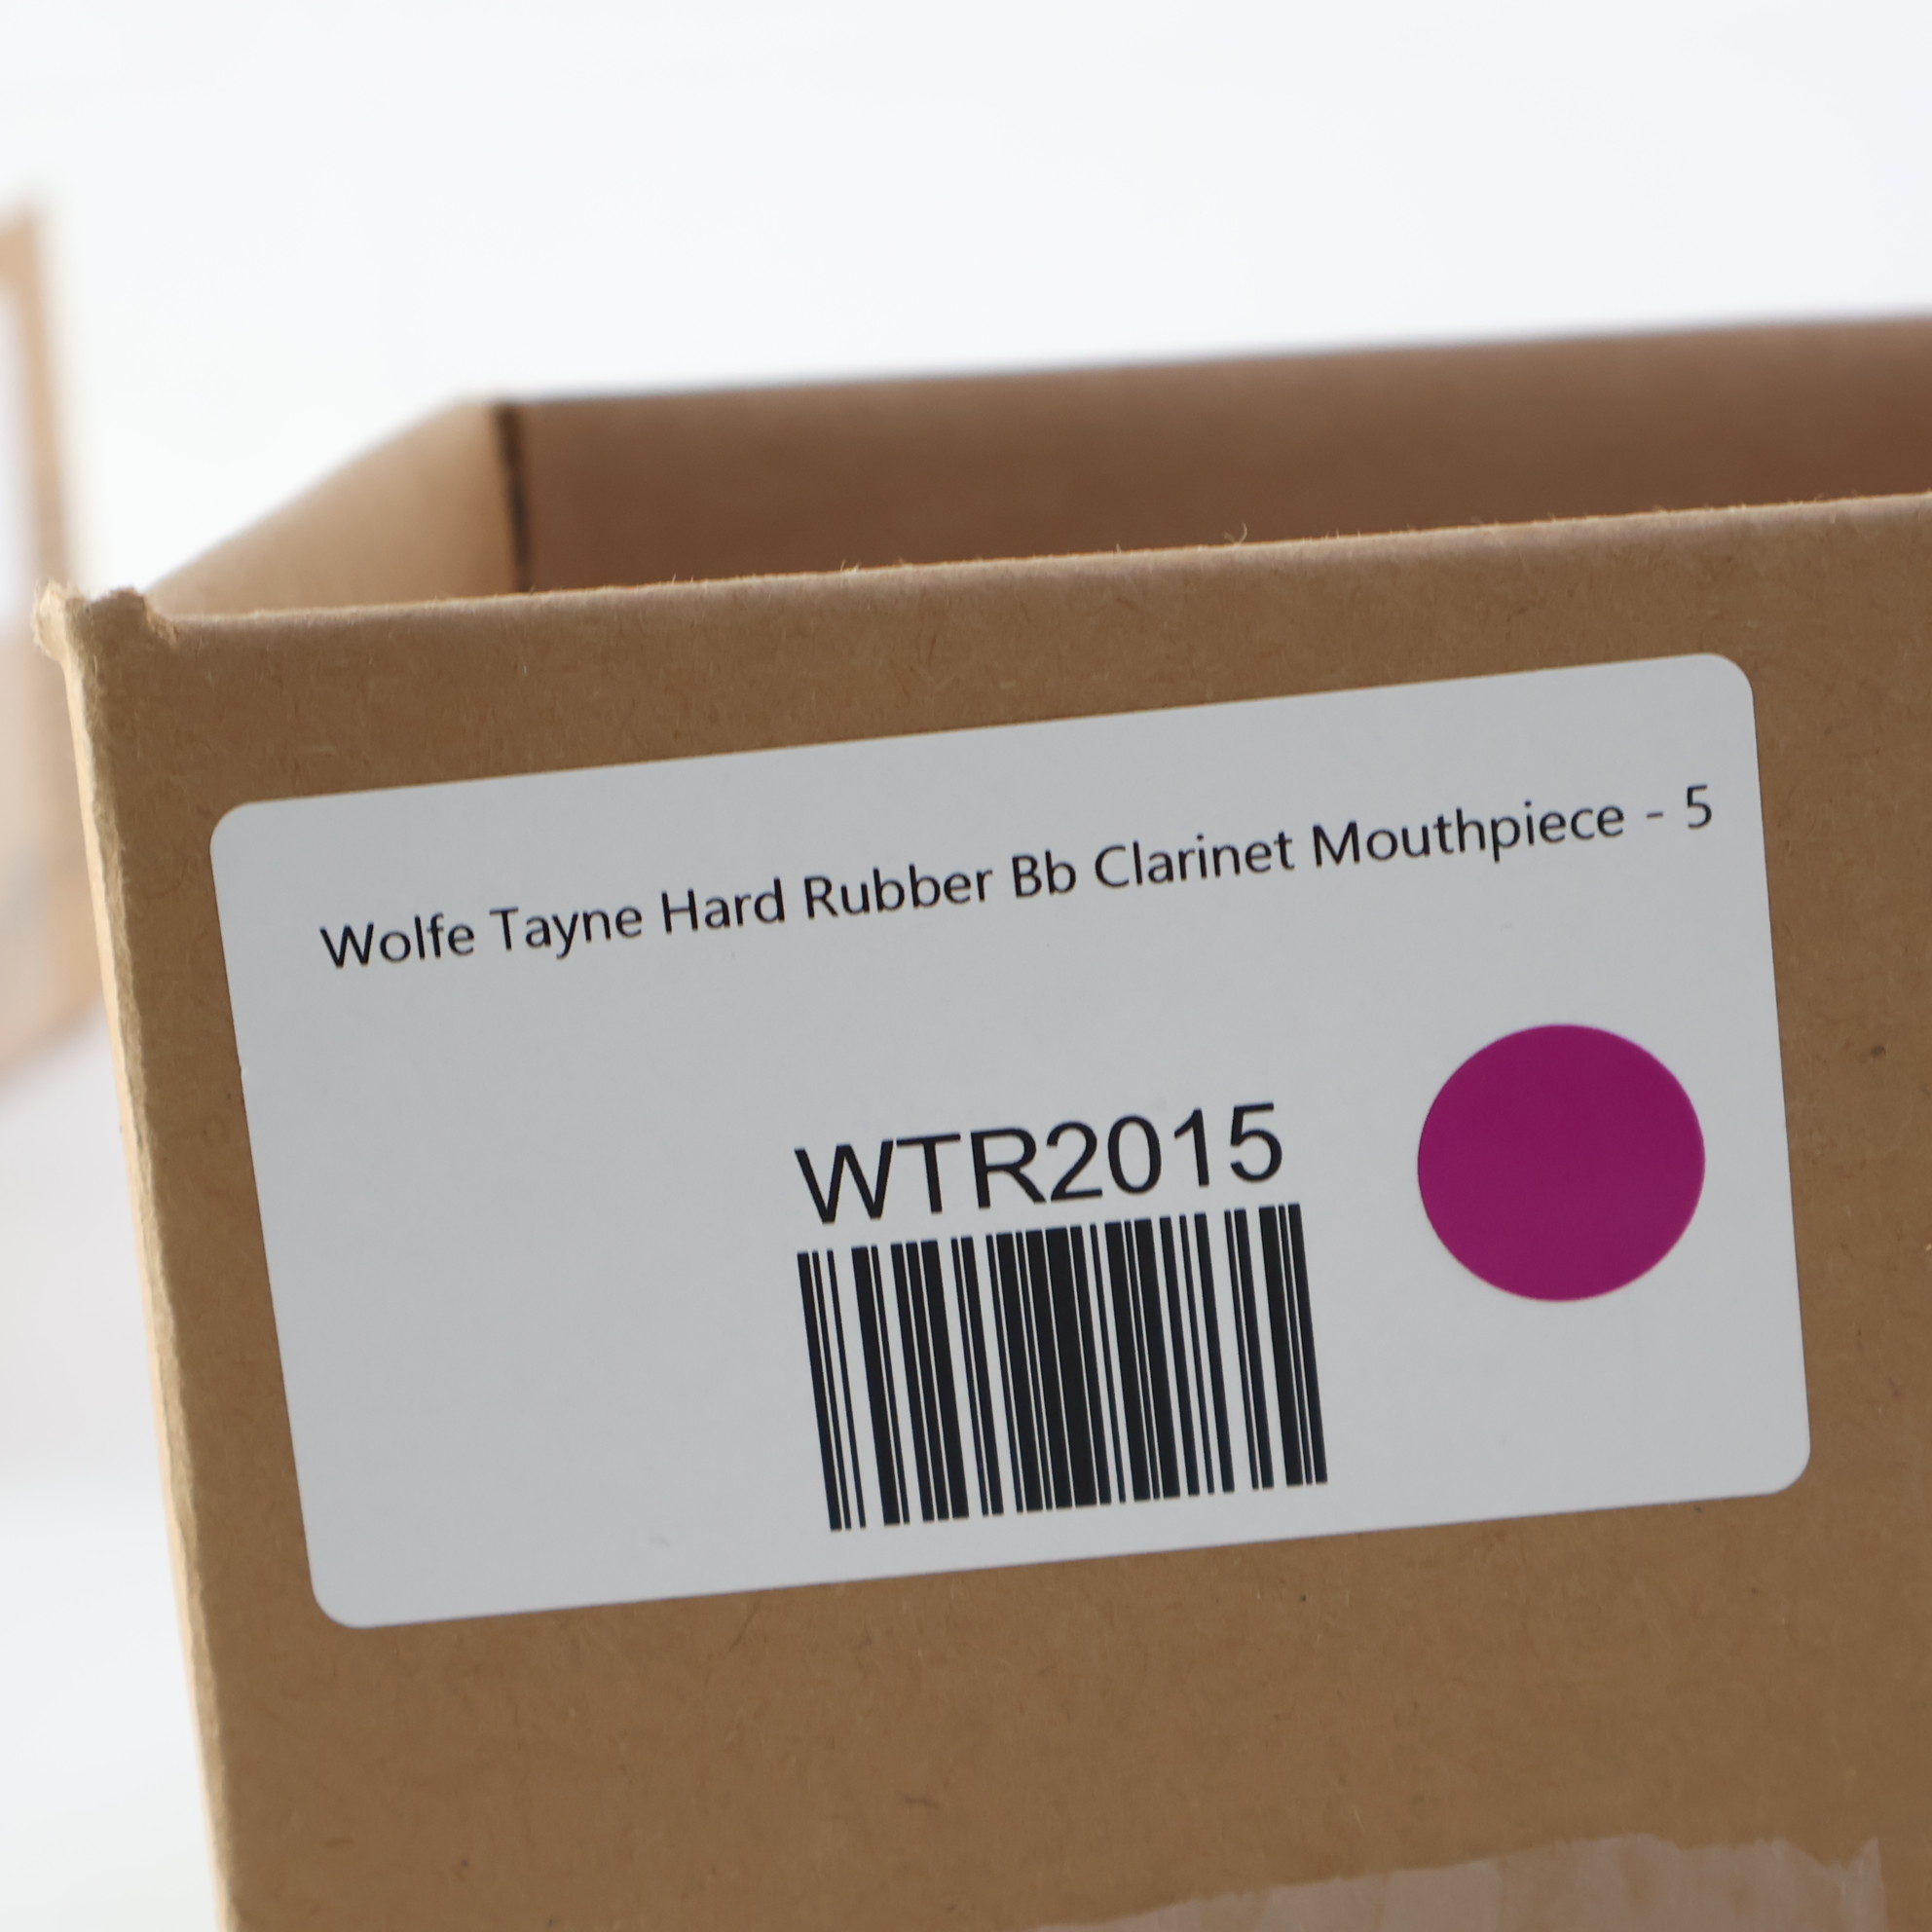 Wolfe Tayne Hard Rubber Bb Clarinet Mouthpiece - 5
WTR2015